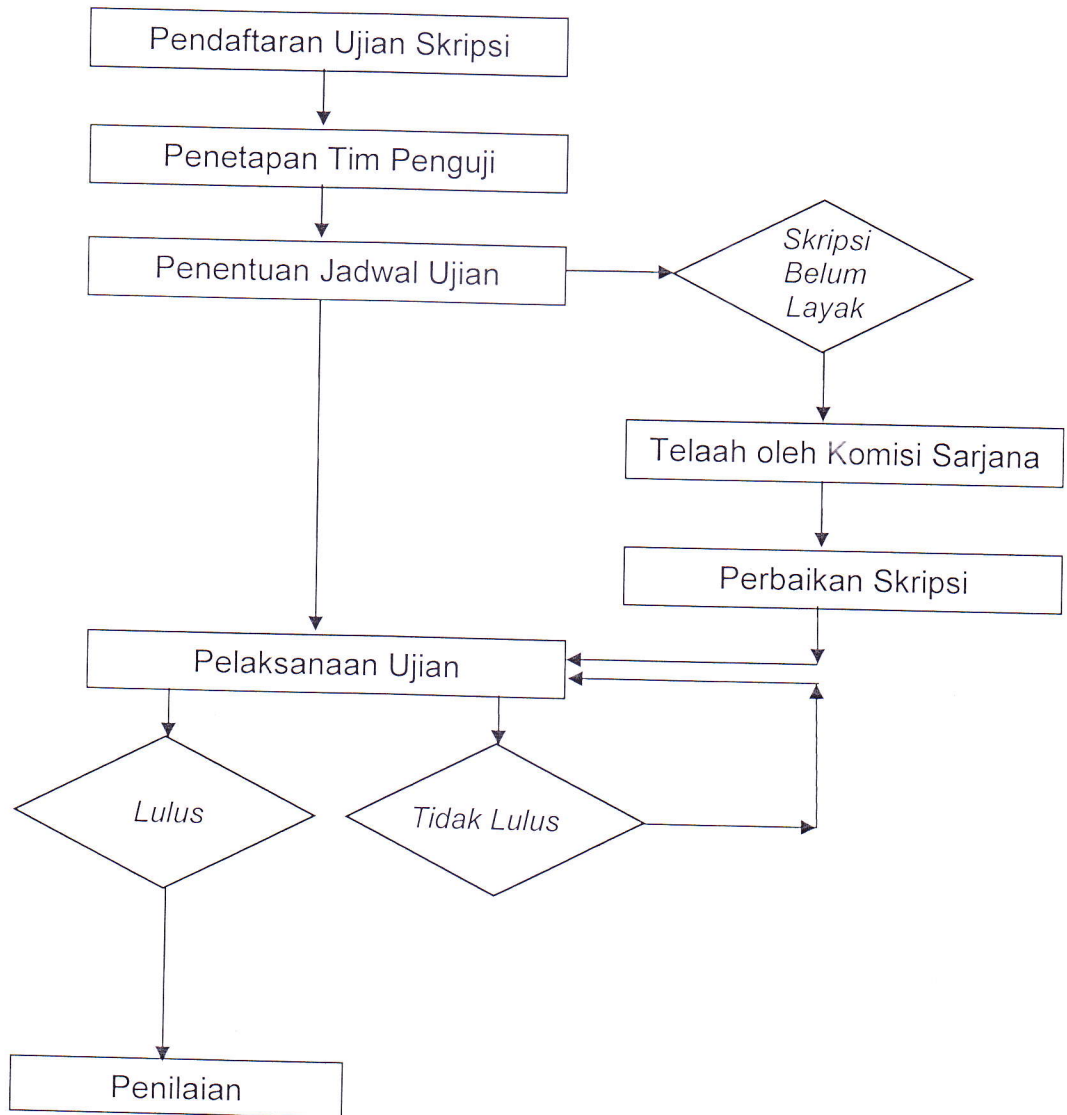 Pendaftaran Ujian Skripsi
Penetapan Tim Penguji
Penentuan Jadwal Ujian
Skripsi
Belum
Layak
Telaah oleh Komisi Sarjana
Perbaikan Skripsi
Pelaksanaan Ujian
Lulus
Tidak Lulus
Penilaian